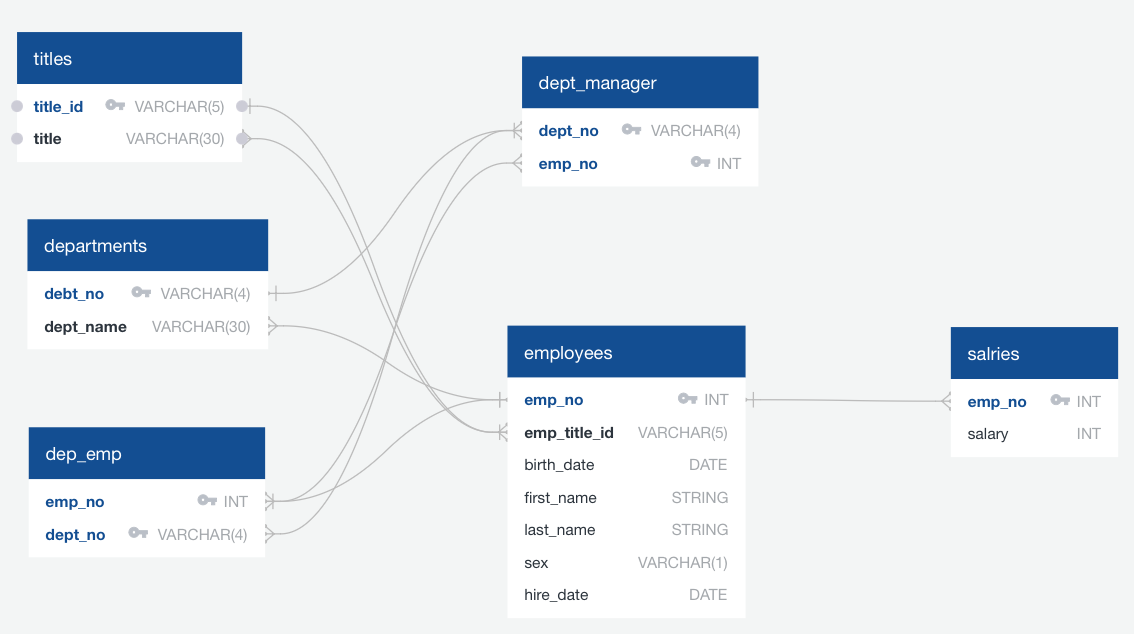 titles
title_id VARCHAR(5)
title VARCHAR(30)
dept_manager
dept_no VARCHAR(4)
emp_no INT
departments
debt_no VARCHAR(4)
dept_name VARCHAR(30)
employees
emp_no INT
emp_title_id VARCHAR(5)
birth_date DATE
first_name STRING
last_name STRING
sex VARCHAR(1)
hire_date DATE
salries
emp_no INT
salary INT
dep_emp
emp_no INT
dept_no VARCHAR(4)